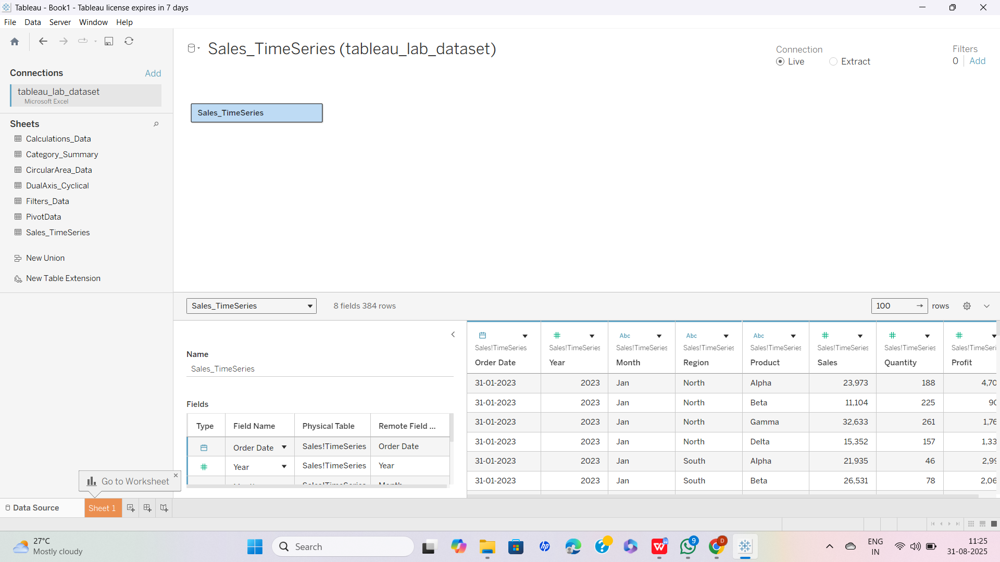 Tableau - Book1 - Tableau license expires in 7 days
File Data Server Window Help
Connections Add
tableau_lab_dataset
Microsoft Excel
Sheets
Calculations_Data
Category_Summary
CircularArea_Data
DualAxis_Cyclical
Filters_Data
PivotData
Sales_TimeSeries
New Union
New Table Extension
Sales_TimeSeries (tableau_lab_dataset)
Connection
Live Extract
Filters
0 Add
Sales_TimeSeries
Sales_TimeSeries 8 fields 384 rows 100 rows
Name
Sales_TimeSeries
Fields
Type Field Name Physical Table Remote Field ...
Order Date Sales!TimeSeries Order Date
Year Sales!TimeSeries Year
Abc Abc Abc
Sales!TimeSeries Sales!TimeSeries Sales!TimeSeries Sales!TimeSeries Sales!TimeSeries Sales!TimeSeries Sales!TimeSeries Sales!TimeSeri
Order Date Year Month Region Product Sales Quantity Profit
31-01-2023 2023 Jan North Alpha 23,973 188 4,70
31-01-2023 2023 Jan North Beta 11,104 225 90
31-01-2023 2023 Jan North Gamma 32,633 261 1,76
31-01-2023 2023 Jan North Delta 15,352 157 1,33
31-01-2023 2023 Jan South Alpha 21,935 46 2,99
31-01-2023 2023 Jan South Beta 26,531 78 2,06
Go to Worksheet
Data Source Sheet 1
27°C
Mostly cloudy
Search
hp
9
D
ENG
IN
11:25
31-08-2025